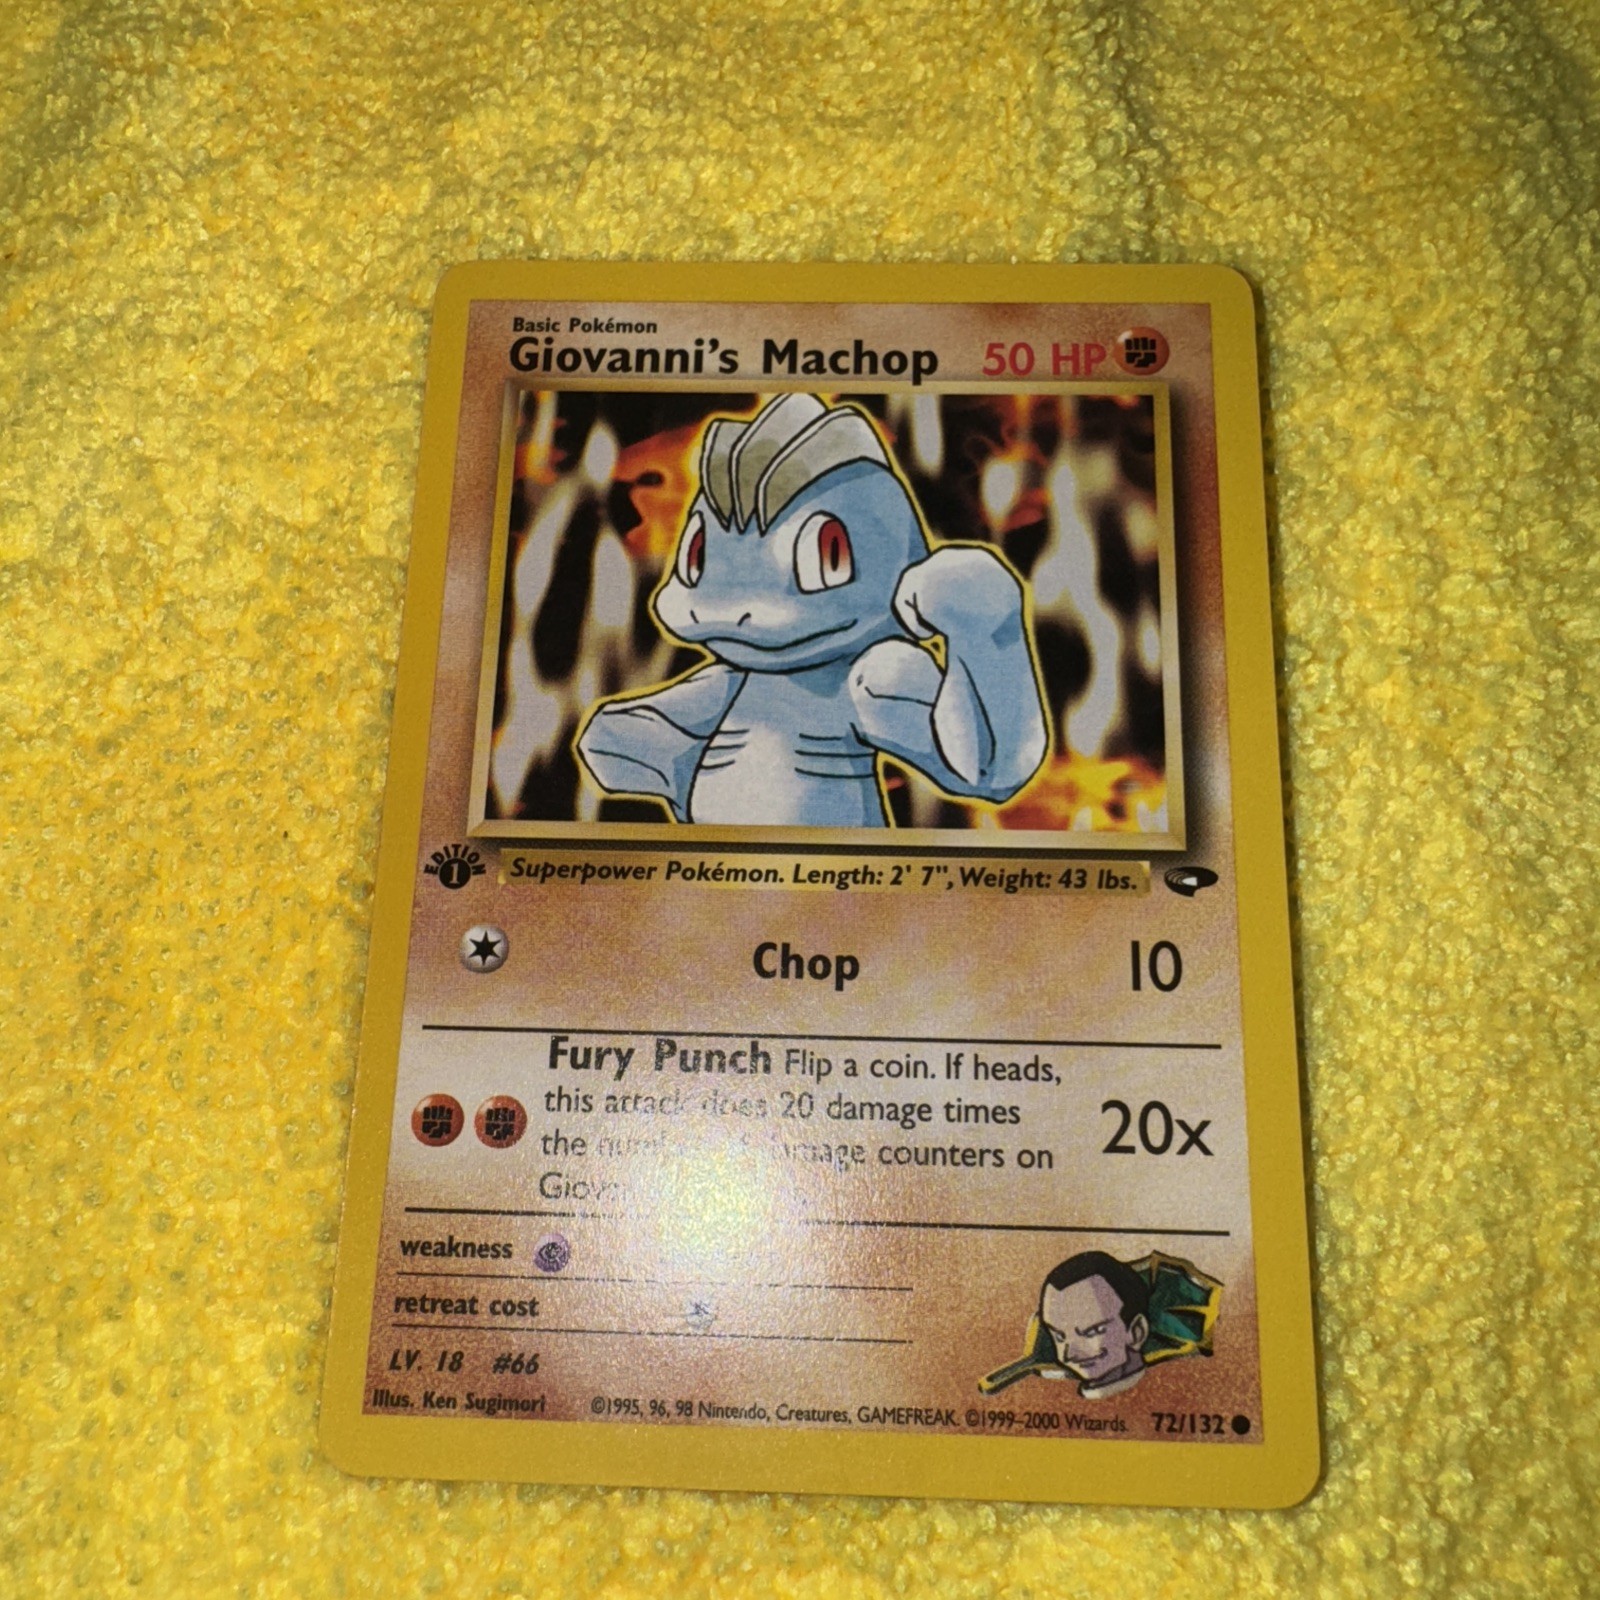 Basic Pokémon
Giovanni's Machop 50 HP
EDITION 1
Superpower Pokémon. Length: 2' 7", Weight: 43 lbs.
Chop 10
Fury Punch Flip a coin. If heads,
this attack does 20 damage times
the number of damage counters on
20x
weakness
retreat cost
LV. 18 #66
Illus. Ken Sugimori ©1995, 96, 98 Nintendo, Creatures, GAMEFREAK. ©1999-2000 Wizards. 72/132